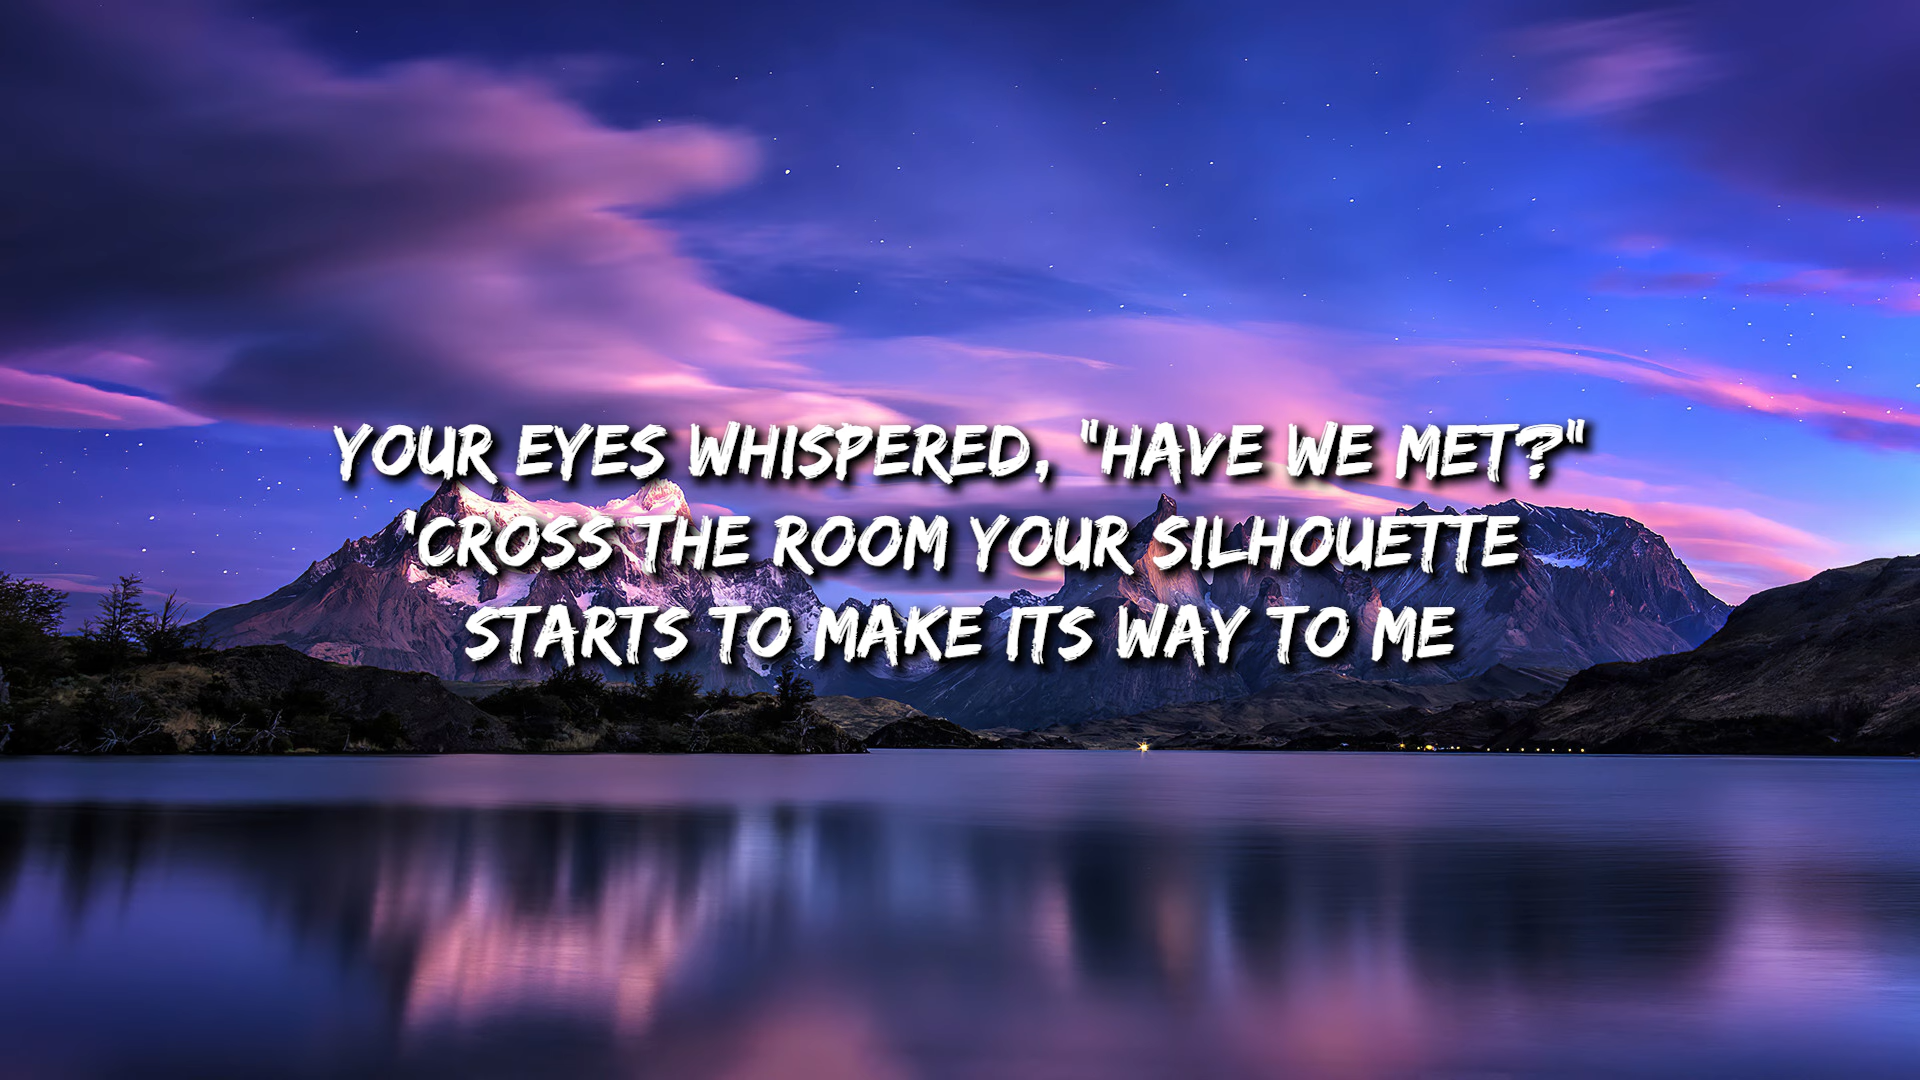 YOUR EYES WHISPERED, "HAVE WE MET?"
'CROSS THE ROOM YOUR SILHOUETTE
STARTS TO MAKE ITS WAY TO ME